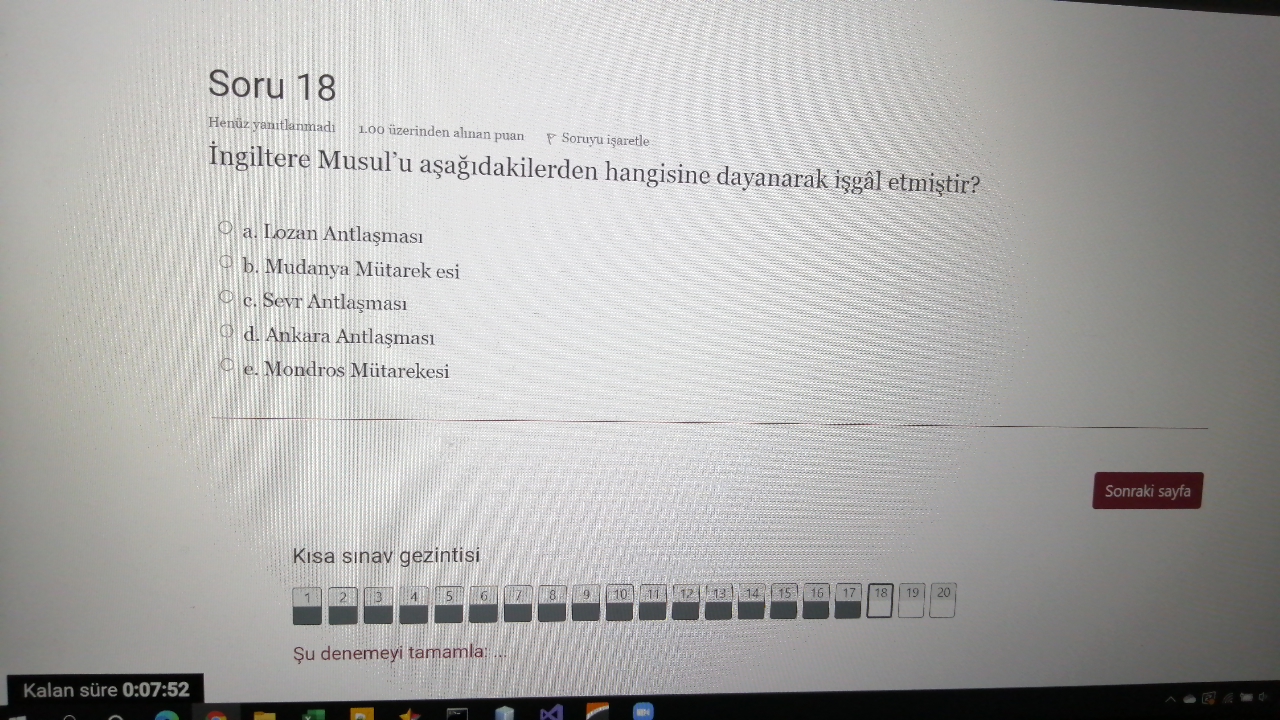 Soru 18
Henüz yanıtlanmadı 1.00 üzerinden alınan puan Soruyu işaretle
İngiltere Musul'u aşağıdakilerden hangisine dayanarak işgâl etmiştir?
a. Lozan Antlaşması
b. Mudanya Mütarek esi
c. Sevr Antlaşması
d. Ankara Antlaşması
e. Mondros Mütarekesi
Sonraki sayfa
Kısa sınav gezintisi
1 2 3 4 5 6 7 8 9 10 11 12 13 14 15 16 17 18 19 20
Şu denemeyi tamamla: ...
Kalan süre 0:07:52